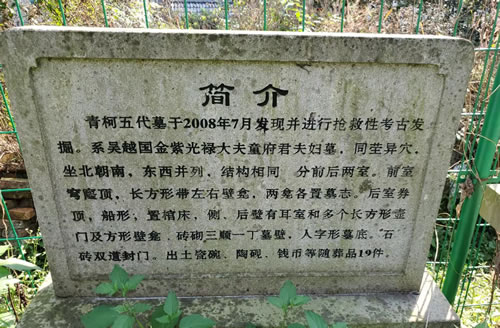 简介
青柯五代墓于2008年7月发现并进行抢救性考古发
掘。系吴越国金紫光禄大夫童府君夫妇墓，同茔异穴，
坐北朝南，东西并列、结构相同 分前后两室。前室
穹窿顶，长方形带左右壁龛，两龛各置墓志。后室券
顶，船形；置棺床，侧、后壁有耳室和多个长方形壸
门及方形壁龛，砖砌三顺一丁墓壁，人字形墓底。石
砖双道封门。出土瓷碗、陶砚、钱币等随葬品19件。